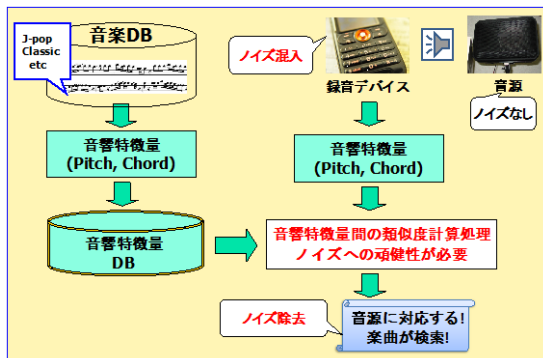 J-pop
Classic
etc
音楽DB
ノイズ混入
録音デバイス
音源
ノイズなし
音響特徴量
(Pitch, Chord)
音響特徴量
(Pitch, Chord)
音響特徴量
DB
音響特徴量間の類似度計算処理
ノイズへの頑健性が必要
ノイズ除去
音源に対応する!
楽曲が検索!